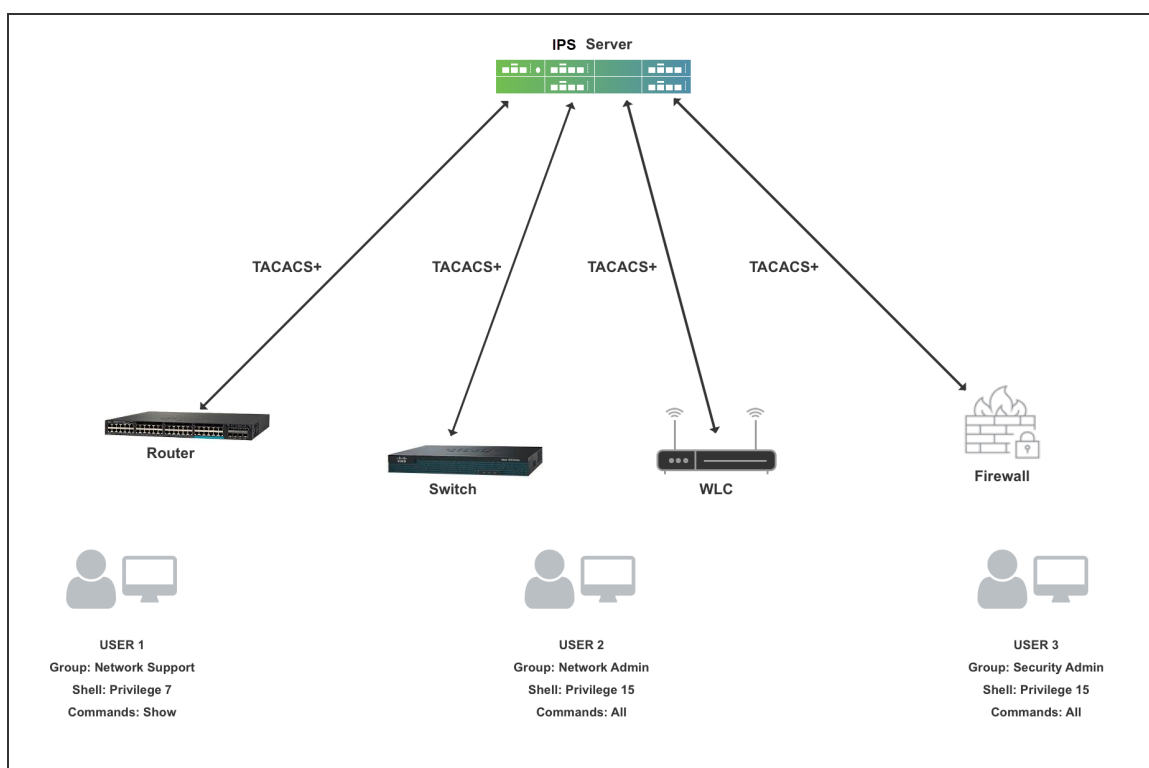 IPS Server
TACACS+
TACACS+
TACACS+
TACACS+
Router
Switch
WLC
Firewall
USER 1
Group: Network Support
Shell: Privilege 7
Commands: Show
USER 2
Group: Network Admin
Shell: Privilege 15
Commands: All
USER 3
Group: Security Admin
Shell: Privilege 15
Commands: All